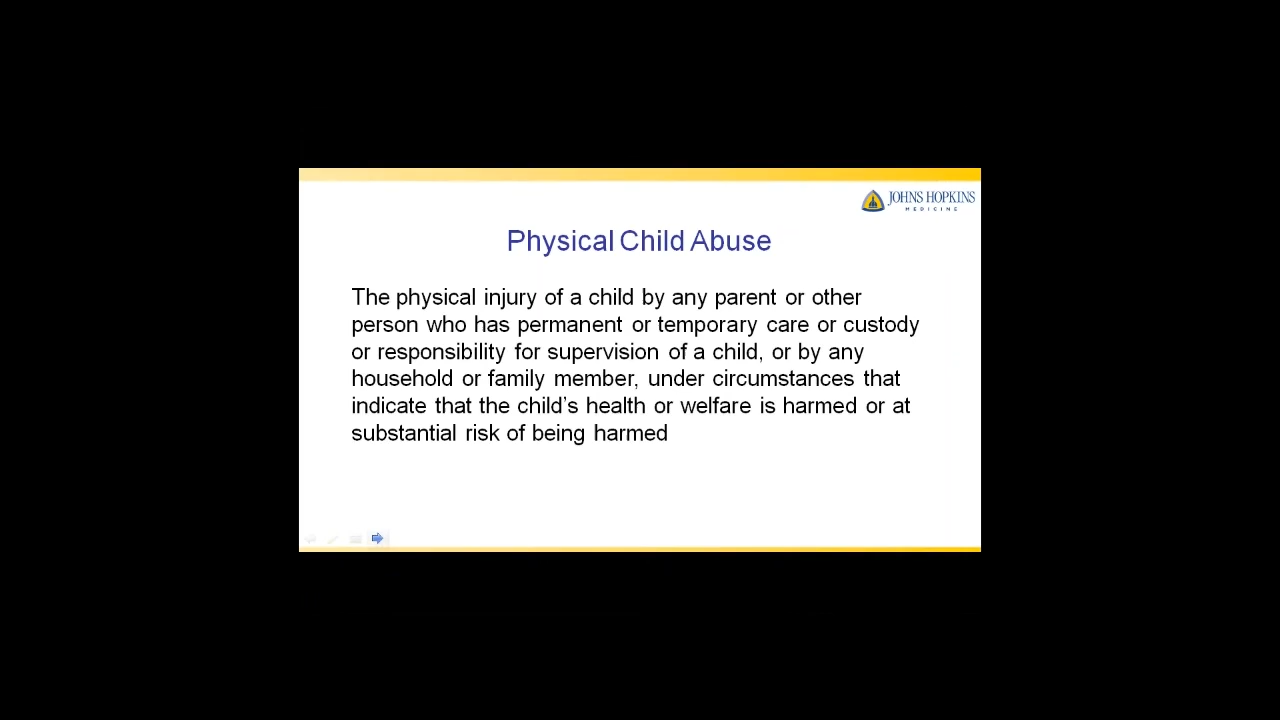 JOHNS HOPKINS
MEDICINE
Physical Child Abuse
The physical injury of a child by any parent or other
person who has permanent or temporary care or custody
or responsibility for supervision of a child, or by any
household or family member, under circumstances that
indicate that the child’s health or welfare is harmed or at
substantial risk of being harmed